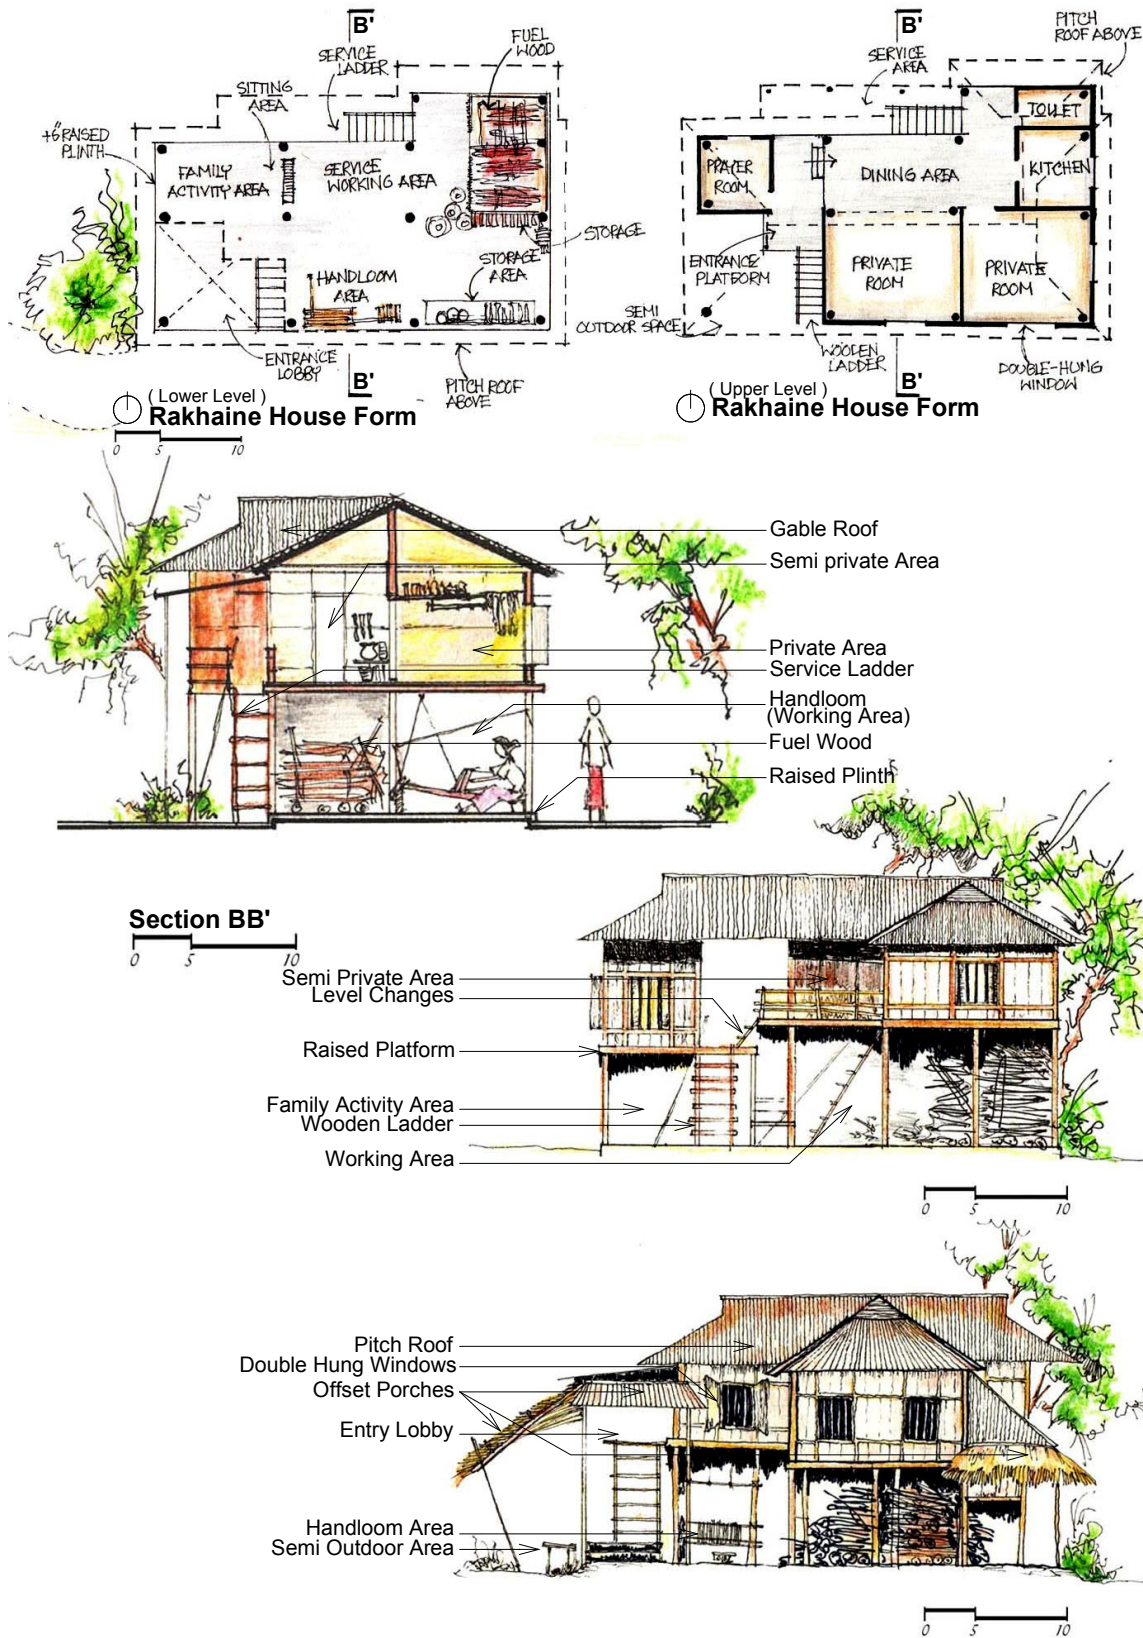 B'
FUEL
WOOD
SERVICE
LADDER
SITTING
AREA
+6" RAISED
PLINTH
FAMILY
ACTIVITY AREA
SERVICE
WORKING AREA
STORAGE
STORAGE
AREA
HANDLOOM
AREA
ENTRANCE
LOBBY
B'
PITCH ROOF
ABOVE
( Lower Level )
Rakhaine House Form
0 5 10
B'
PITCH
ROOF ABOVE
SERVICE
AREA
TOILET
PRAYER
ROOM
DINING AREA
KITCHEN
ENTRANCE
PLATFORM
PRIVATE
ROOM
PRIVATE
ROOM
SEMI
OUTDOOR SPACE
WOODEN
LADDER
B'
DOUBLE-HUNG
WINDOW
( Upper Level )
Rakhaine House Form
Gable Roof
Semi private Area
Private Area
Service Ladder
Handloom
(Working Area)
Fuel Wood
Raised Plinth
Section BB'
0 5 10
Semi Private Area
Level Changes
Raised Platform
Family Activity Area
Wooden Ladder
Working Area
0 5 10
Pitch Roof
Double Hung Windows
Offset Porches
Entry Lobby
Handloom Area
Semi Outdoor Area
0 5 10